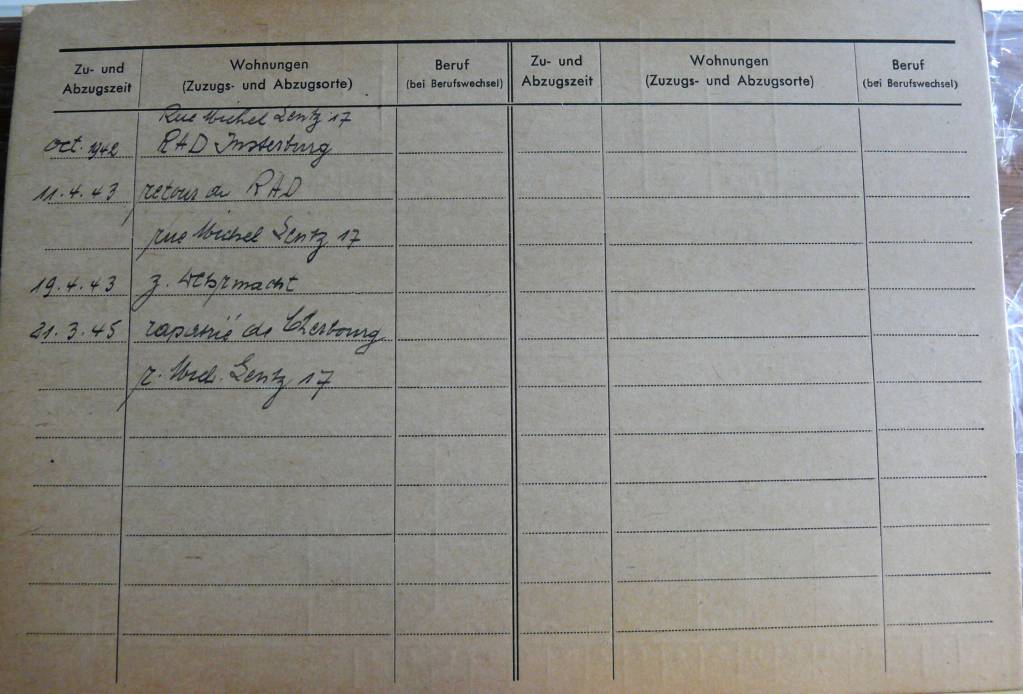 Zu- und Abzugszeit
Wohnungen (Zuzugs- und Abzugsorte)
Beruf (bei Berufswechsel)
Zu- und Abzugszeit
Wohnungen (Zuzugs- und Abzugsorte)
Beruf (bei Berufswechsel)
Rue Michel Lentz 17
oct. 1942 RAD Insterburg
11.4.43 retour du RAD
rue Michel Lentz 17
19.4.43 z. Wehrmacht
21.3.45 rapatrié de Cherbourg
r. Mich. Lentz 17